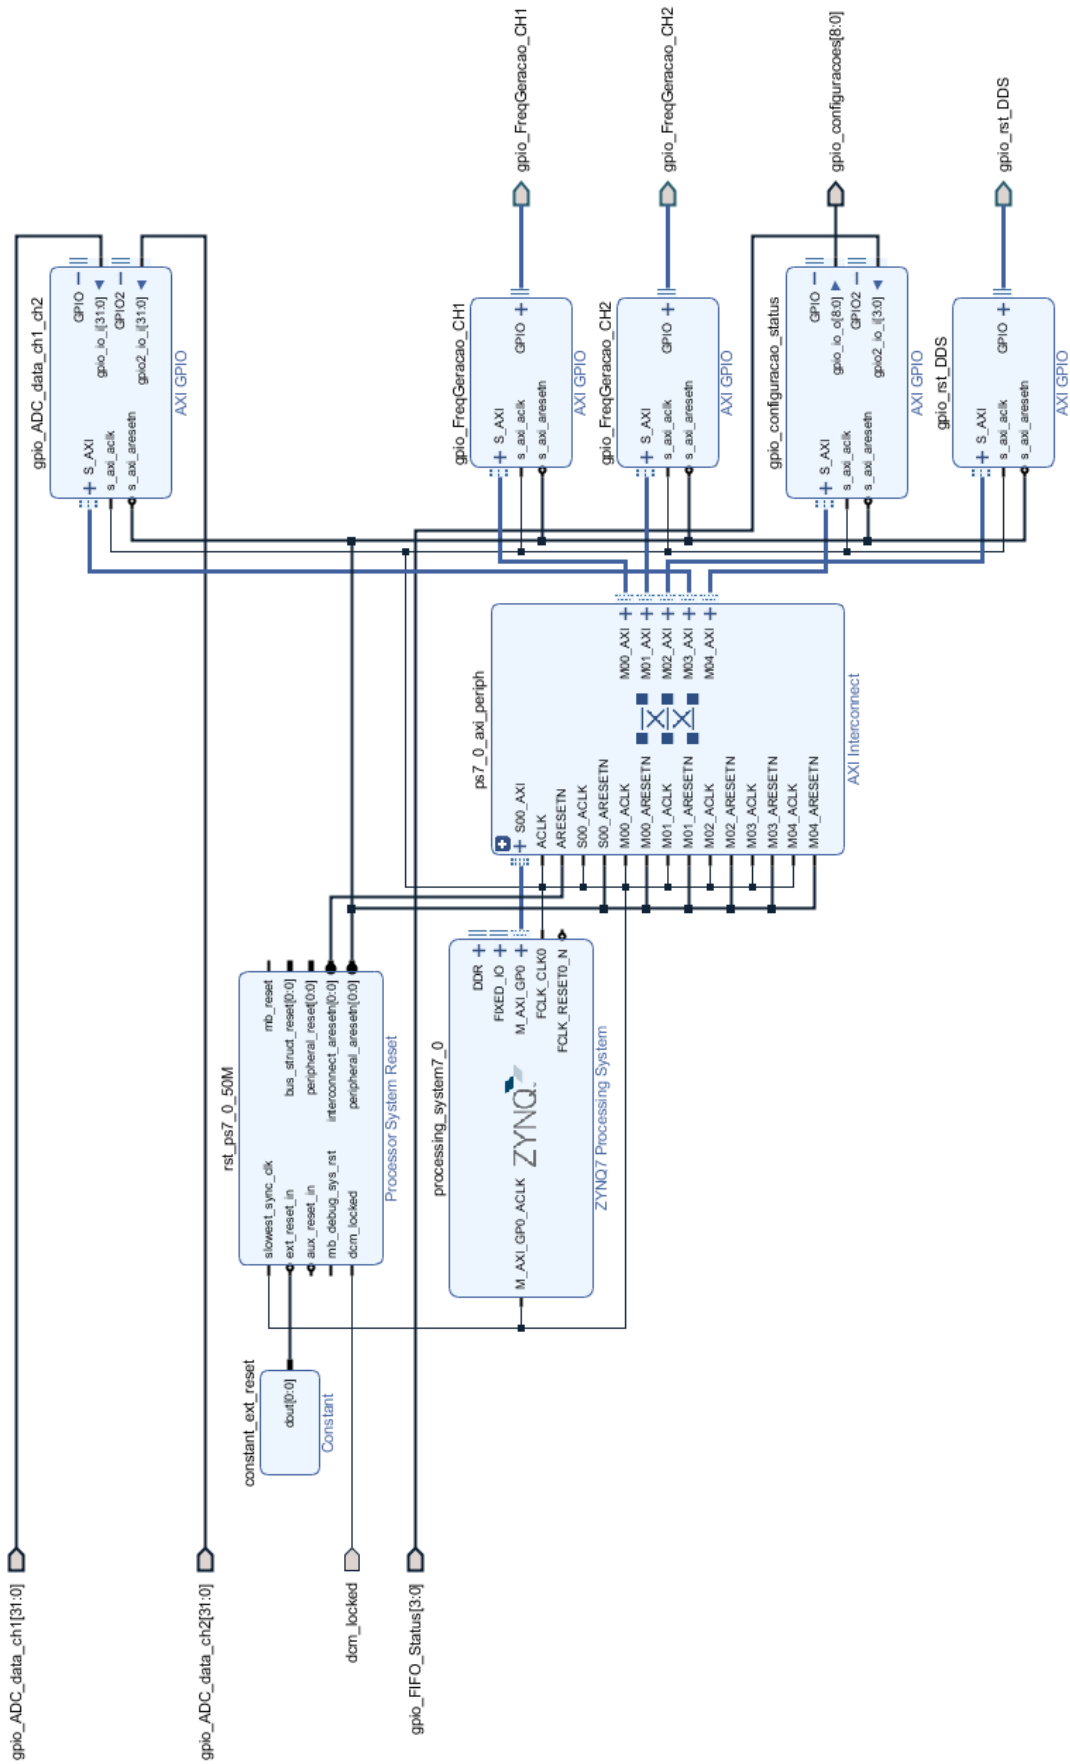 gpio_ADC_data_ch1[31:0]
gpio_ADC_data_ch2[31:0]
dcm_locked
gpio_FIFO_Status[3:0]
constant_ext_reset
dout[0:0]
Constant
rst_ps7_0_50M
slowest_sync_clk
ext_reset_in
aux_reset_in
mb_debug_sys_rst
dcm_locked
mb_reset
bus_struct_reset[0:0]
peripheral_reset[0:0]
interconnect_aresetn[0:0]
peripheral_aresetn[0:0]
Processor System Reset
processing_system7_0
M_AXI_GP0_ACLK
ZYNQ
DDR
FIXED_IO
M_AXI_GP0
FCLK_CLK0
FCLK_RESET0_N
ZYNQ7 Processing System
ps7_0_axi_periph
S00_AXI
ACLK
ARESETN
S00_ACLK
S00_ARESETN
M00_ACLK
M00_ARESETN
M01_ACLK
M01_ARESETN
M02_ACLK
M02_ARESETN
M03_ACLK
M03_ARESETN
M04_ACLK
M04_ARESETN
M00_AXI
M01_AXI
M02_AXI
M03_AXI
M04_AXI
AXI Interconnect
gpio_ADC_data_ch1_ch2
S_AXI
s_axi_aclk
s_axi_aresetn
GPIO
gpio_io_i[31:0]
GPIO2
gpio2_io_i[31:0]
AXI GPIO
gpio_FreqGeracao_CH1
S_AXI
s_axi_aclk
s_axi_aresetn
GPIO
AXI GPIO
gpio_FreqGeracao_CH2
S_AXI
s_axi_aclk
s_axi_aresetn
GPIO
AXI GPIO
gpio_configuracao_status
S_AXI
s_axi_aclk
s_axi_aresetn
GPIO
gpio_io_o[8:0]
GPIO2
gpio2_io_i[3:0]
AXI GPIO
gpio_rst_DDS
S_AXI
s_axi_aclk
s_axi_aresetn
GPIO
AXI GPIO
gpio_FreqGeracao_CH1
gpio_FreqGeracao_CH2
gpio_configuracoes[8:0]
gpio_rst_DDS